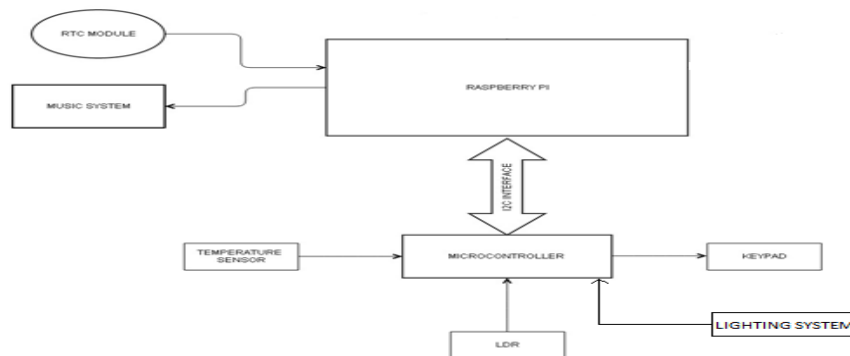 RTC MODULE
MUSIC SYSTEM
RASPBERRY PI
I2C INTERFACE
TEMPERATURE
SENSOR
MICROCONTROLLER
KEYPAD
LIGHTING SYSTEM
LDR